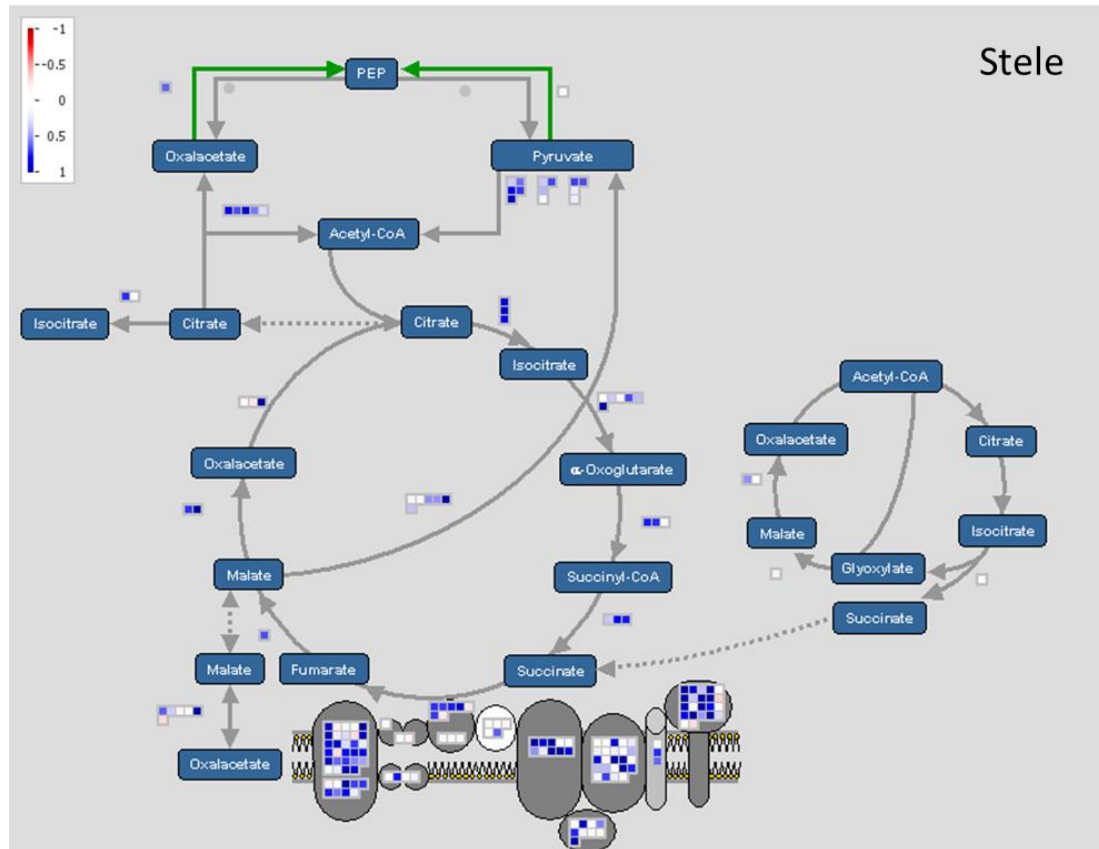 Stele
-1
-0.5
0
0.5
1
PEP
Oxalacetate
Pyruvate
Acetyl-CoA
Isocitrate
Citrate
Citrate
Isocitrate
Acetyl-CoA
Oxalacetate
Citrate
Oxalacetate
α-Oxoglutarate
Malate
Isocitrate
Malate
Succinyl-CoA
Glyoxylate
Succinate
Malate
Fumarate
Succinate
Oxalacetate